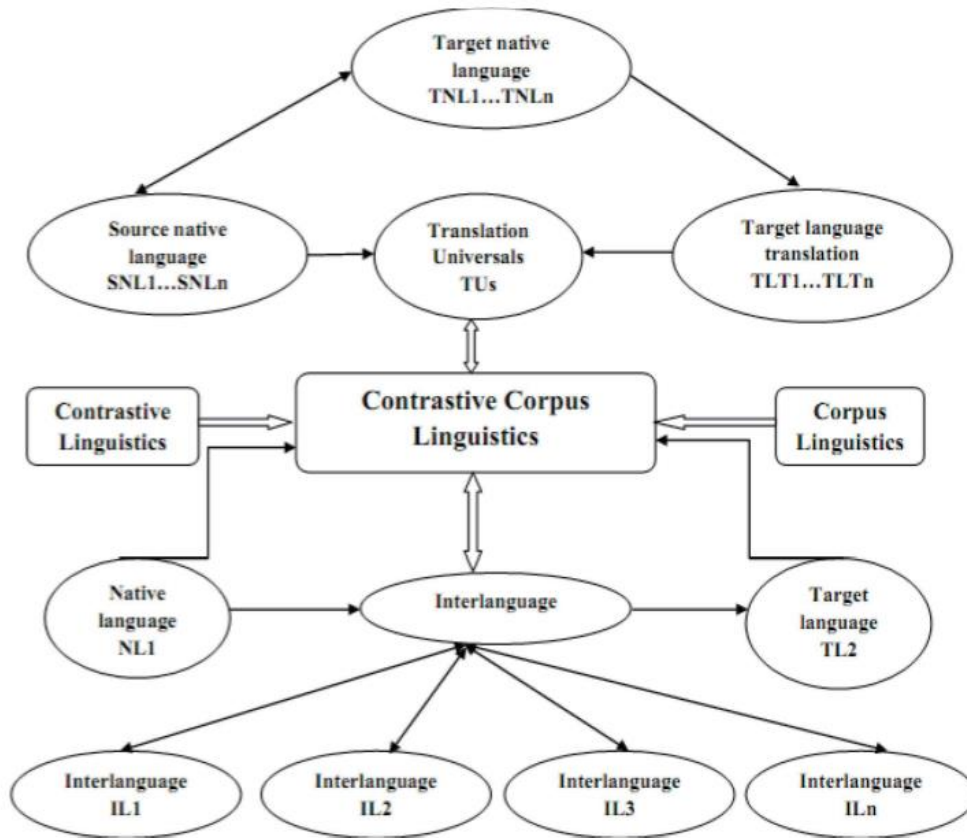 Target native
language
TNL1...TNLn
Source native
language
SNL1...SNLn
Translation
Universals
TUs
Target language
translation
TLT1...TLTn
Contrastive
Linguistics
Contrastive Corpus
Linguistics
Corpus
Linguistics
Native
language
NL1
Interlanguage
Target
language
TL2
Interlanguage
IL1
Interlanguage
IL2
Interlanguage
IL3
Interlanguage
ILn